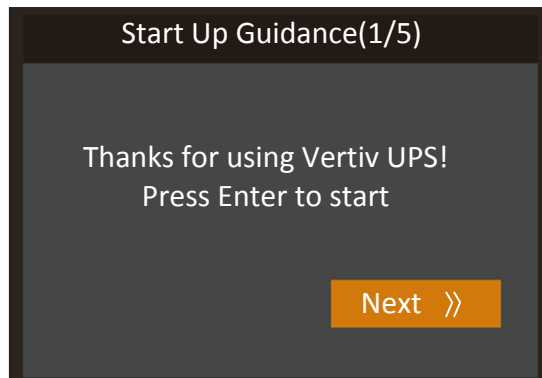 Start Up Guidance(1/5)
Thanks for using Vertiv UPS!
Press Enter to start
Next 》